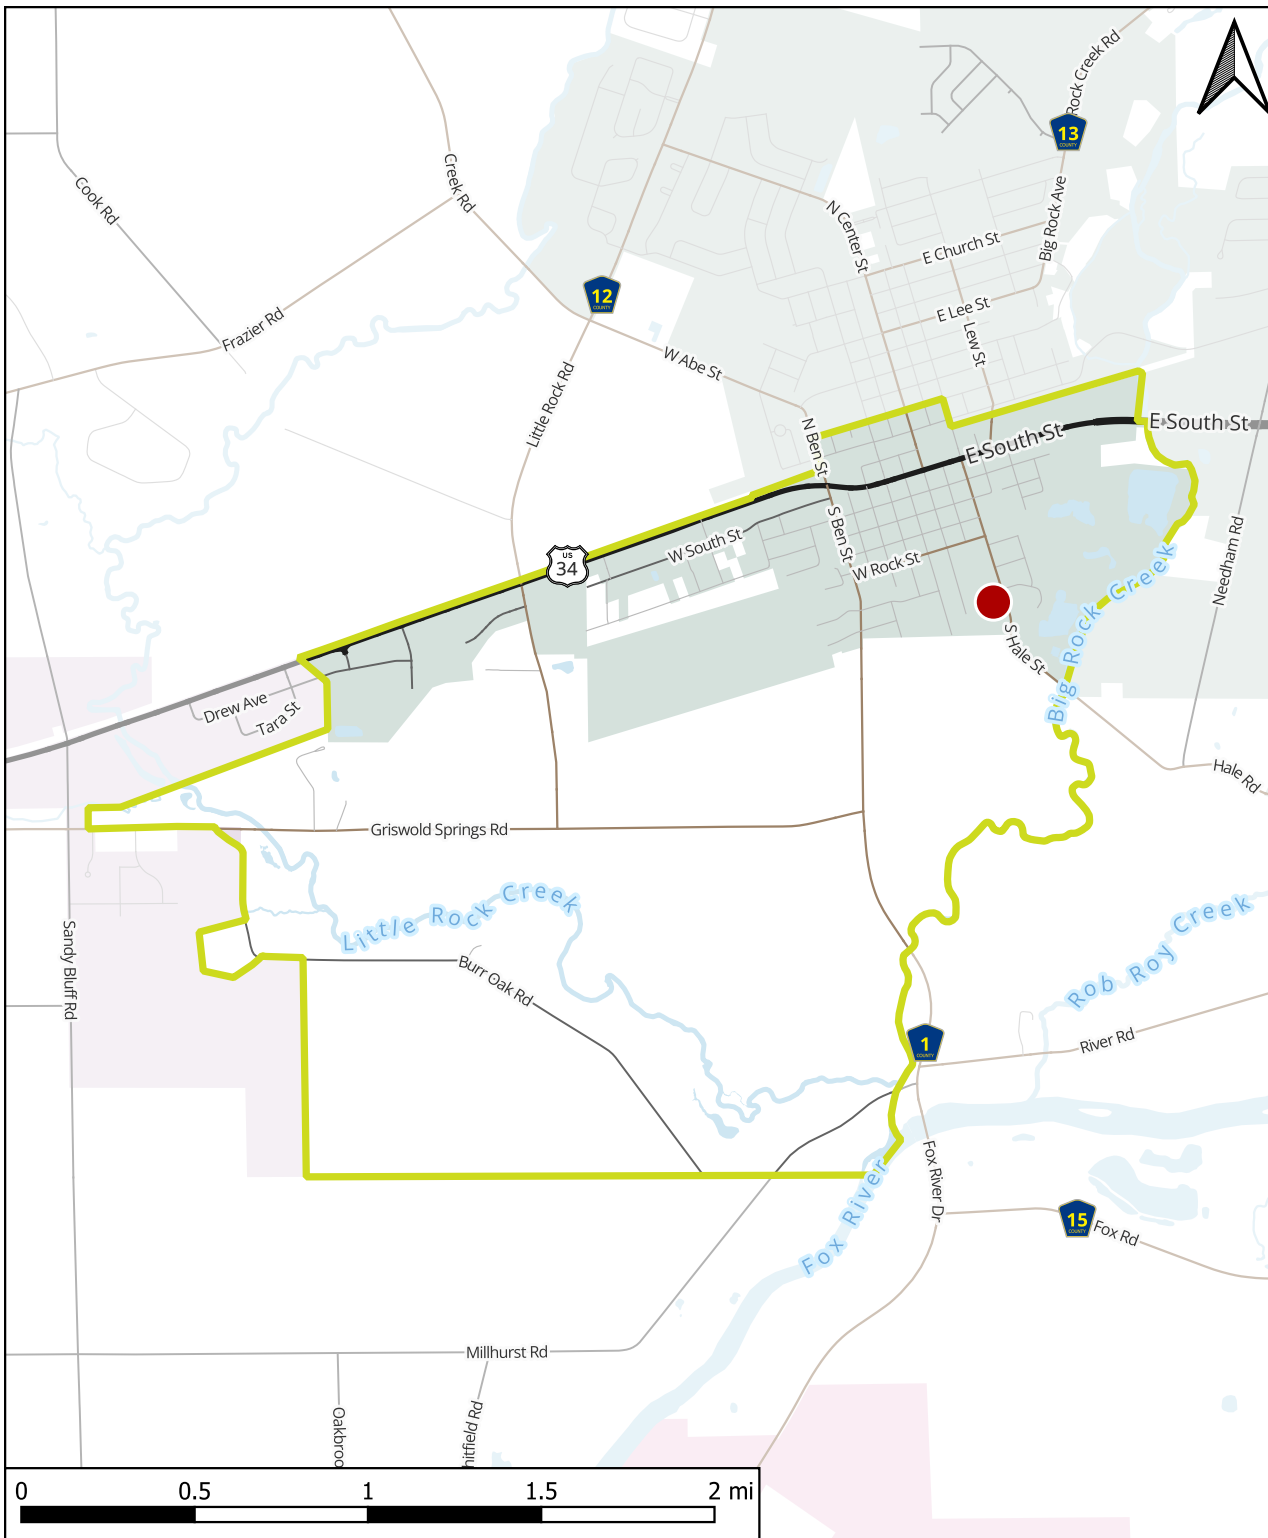 Rock Creek Rd
13
COUNTY
Cook Rd
Creek Rd
N Center St
Big Rock Ave
E Church St
12
COUNTY
E Lee St
Frazier Rd
Lew St
W Abe St
Little Rock Rd
N Ben St
E South St
E South St
US
34
W South St
S Ben St
W Rock St
Needham Rd
Big Rock Creek
S Hale St
Drew Ave
Tara St
Hale Rd
Griswold Springs Rd
Little Rock Creek
Rob Roy Creek
Sandy Bluff Rd
Burr Oak Rd
1
COUNTY
River Rd
Fox River Dr
Fox River
15
COUNTY
Fox Rd
Millhurst Rd
Oakbroo
hitfield Rd
0 0.5 1 1.5 2 mi